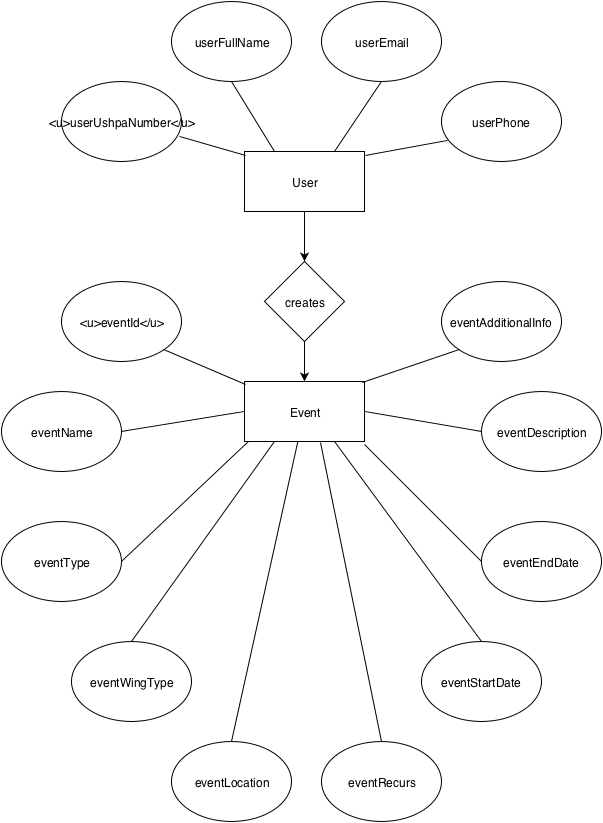 userFullName
userEmail
<u>userUshpaNumber</u>
userPhone
User
creates
<u>eventId</u>
eventAdditionalInfo
Event
eventName
eventDescription
eventType
eventEndDate
eventWingType
eventStartDate
eventLocation
eventRecurs